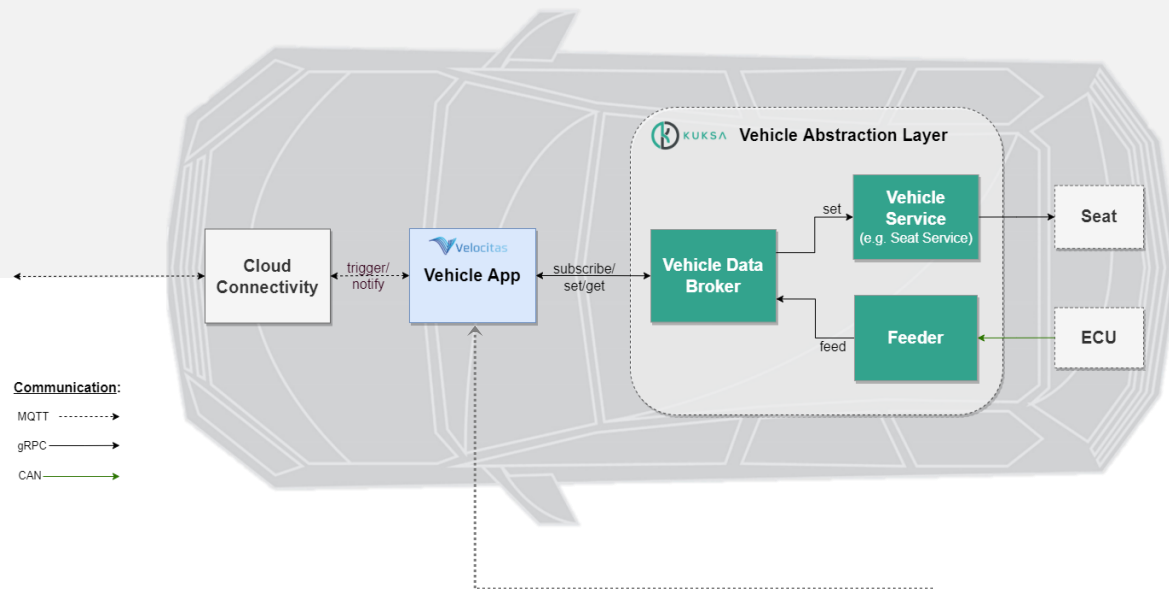 KUKSA Vehicle Abstraction Layer
set
Vehicle
Service
(e.g. Seat Service)
Seat
Velocitas
Vehicle App
Cloud
Connectivity
trigger/
notify
subscribe/
set/get
Vehicle Data
Broker
feed
Feeder
ECU
Communication:
MQTT
gRPC
CAN